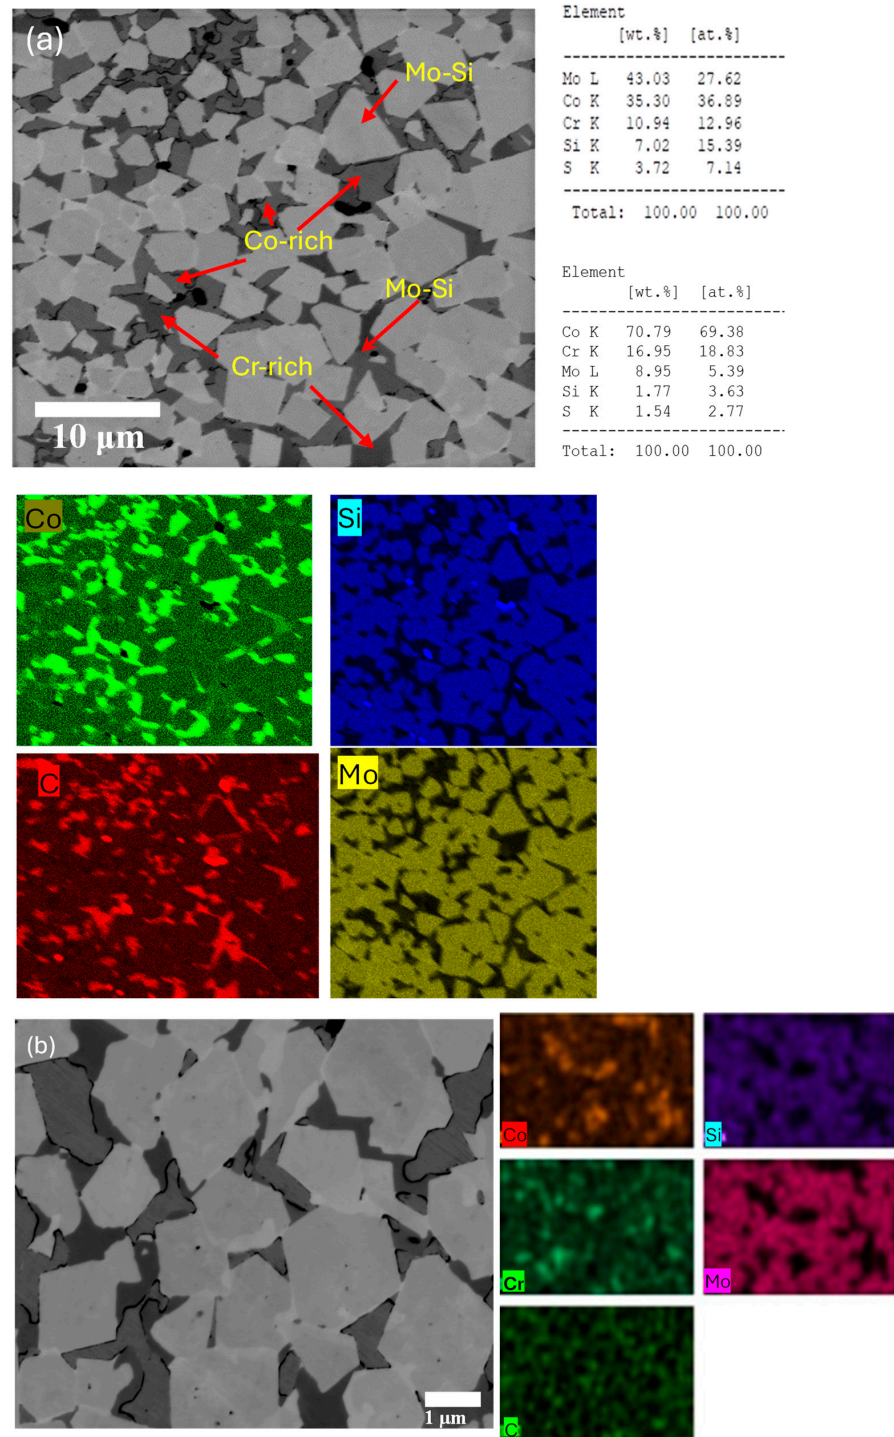 (a)
Mo-Si
Co-rich
Mo-Si
Cr-rich
10 µm
Element
[wt.%] [at.%]
Mo L 43.03 27.62
Co K 35.30 36.89
Cr K 10.94 12.96
Si K 7.02 15.39
S K 3.72 7.14
Total: 100.00 100.00
Element
[wt.%] [at.%]
Co K 70.79 69.38
Cr K 16.95 18.83
Mo L 8.95 5.39
Si K 1.77 3.63
S K 1.54 2.77
Total: 100.00 100.00
Co
Si
C
Mo
(b)
1 µm
Co
Si
Cr
Mo
C